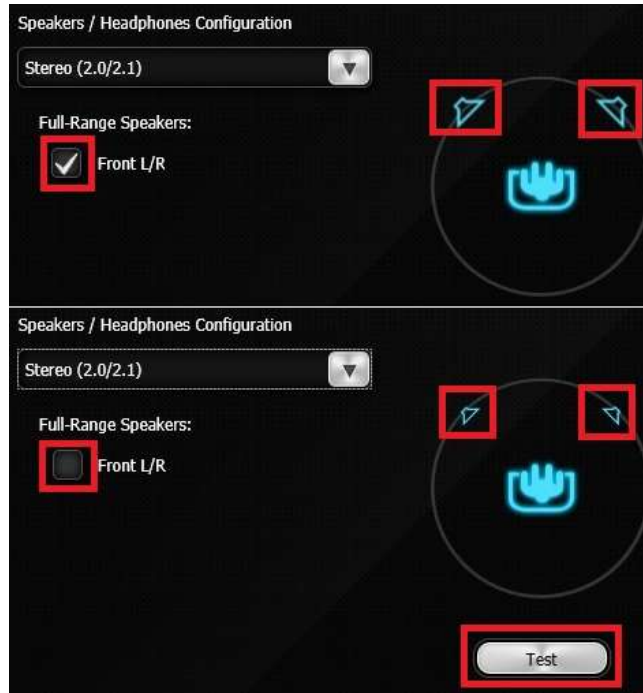 Speakers / Headphones Configuration
Stereo (2.0/2.1)
Full-Range Speakers:
Front L/R
Speakers / Headphones Configuration
Stereo (2.0/2.1)
Full-Range Speakers:
Front L/R
Test